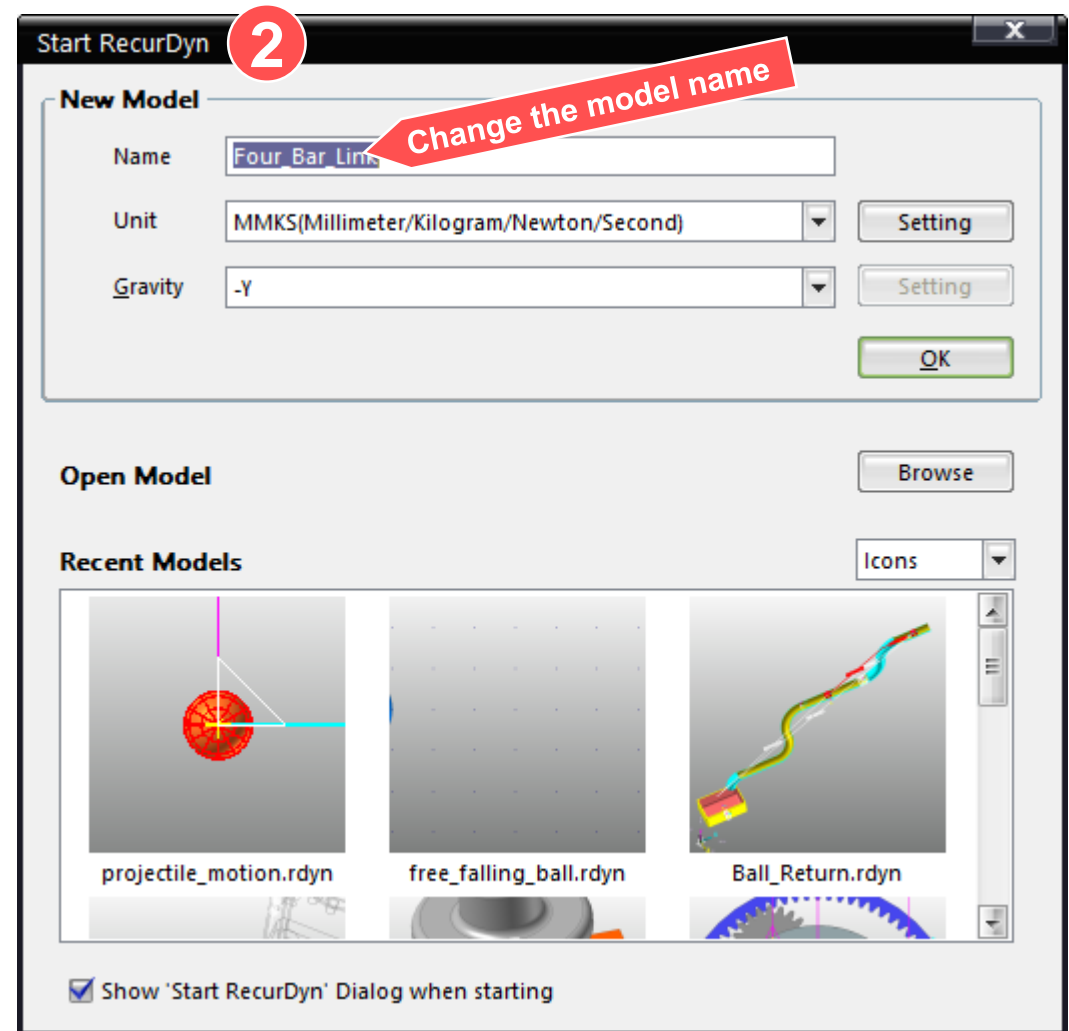 Start RecurDyn
2
X
New Model
Change the model name
Name
Four_Bar_Link
Unit
MMKS(Millimeter/Kilogram/Newton/Second)
Setting
Gravity
-Y
Setting
OK
Open Model
Browse
Recent Models
Icons
projectile_motion.rdyn
free_falling_ball.rdyn
Ball_Return.rdyn
Show 'Start RecurDyn' Dialog when starting